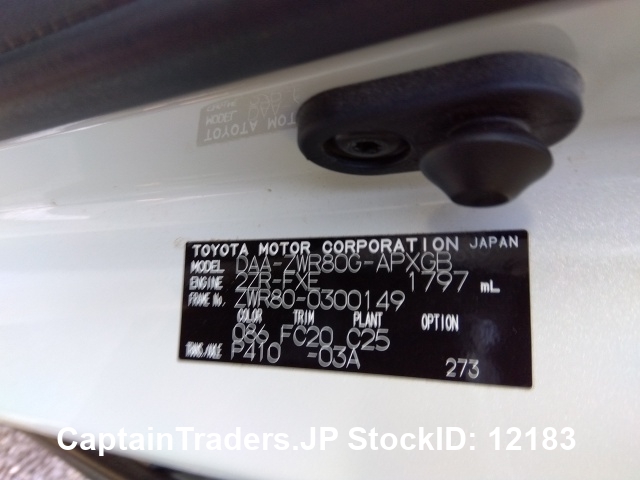 TOYOTA MOTOR CORPORATION JAPAN
MODEL DAA-ZWR80G-APXGB
ENGINE 2ZR-FXE 1797 mL
FRAME No. ZWR80-0300149
COLOR TRIM PLANT OPTION
086 FC20 C25
TRANS./AXLE P410 -03A 273
CaptainTraders.JP StockID: 12183